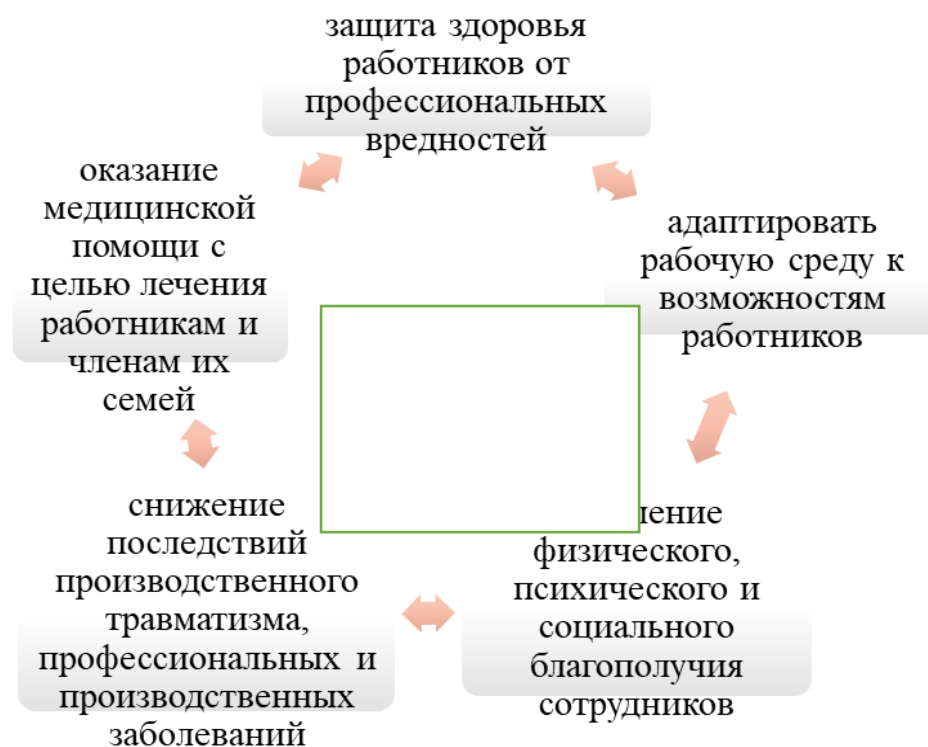 защита здоровья
работников от
профессиональных
вредностей
адаптировать
рабочую среду к
возможностям
работников
физического,
психического и
социального
благополучия
сотрудников
снижение
последствий
производственного
травматизма,
профессиональных и
производственных
заболеваний
оказание
медицинской
помощи с
целью лечения
работникам и
членам их
семей